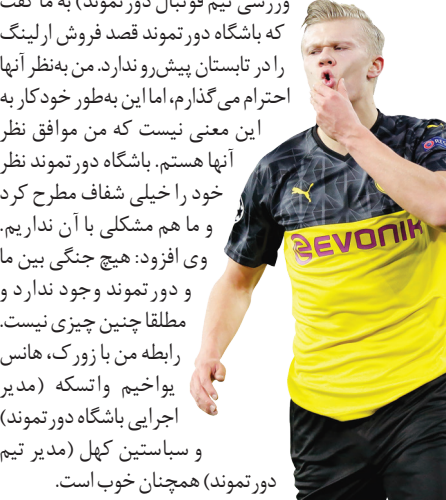 ورزشی تیم فوتبال دورتموند) به ما گفت
که باشگاه دورتموند قصد فروش ارلینگ
را در تابستان پیش‌رو ندارد. من به‌نظر آنها
احترام می‌گذارم، اما این به‌طور خودکار به
این معنی نیست که من موافق نظر
آنها هستم. باشگاه دورتموند نظر
خود را خیلی شفاف مطرح کرد
و ما هم مشکلی با آن نداریم.
وی افزود: هیچ جنگی بین ما
و دورتموند وجود ندارد و
مطلقا چنین چیزی نیست.
رابطه من با زورک، هانس
یواخیم واتسکه (مدیر
اجرایی باشگاه دورتموند)
و سباستین کهل (مدیر تیم
دورتموند) همچنان خوب است.
EVONIK